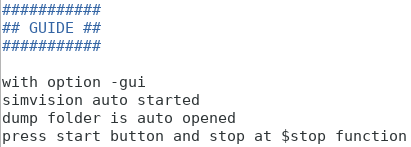 ###########
## GUIDE ##
###########
with option -gui
simvision auto started
dump folder is auto opened
press start button and stop at $stop function